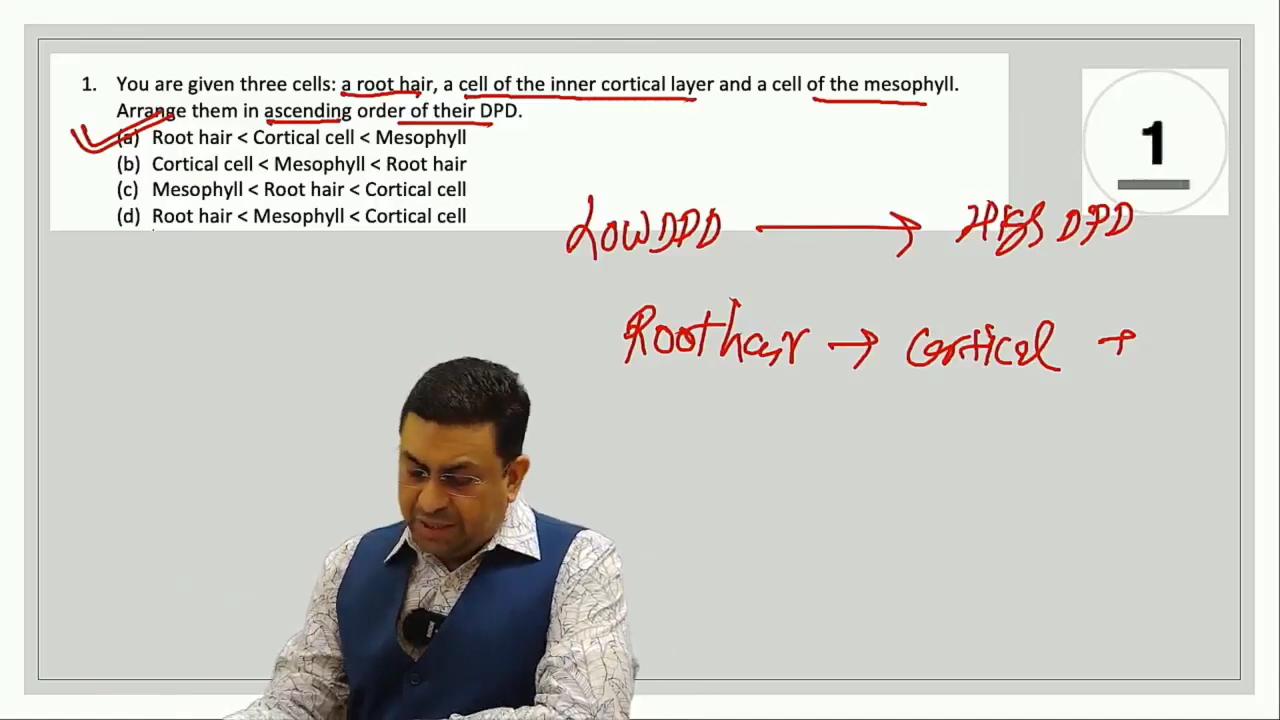 1. You are given three cells: a root hair, a cell of the inner cortical layer and a cell of the mesophyll.
Arrange them in ascending order of their DPD.
(a) Root hair < Cortical cell < Mesophyll
(b) Cortical cell < Mesophyll < Root hair
(c) Mesophyll < Root hair < Cortical cell
(d) Root hair < Mesophyll < Cortical cell
1
Low DPD → High DPD
Root hair → Cortical